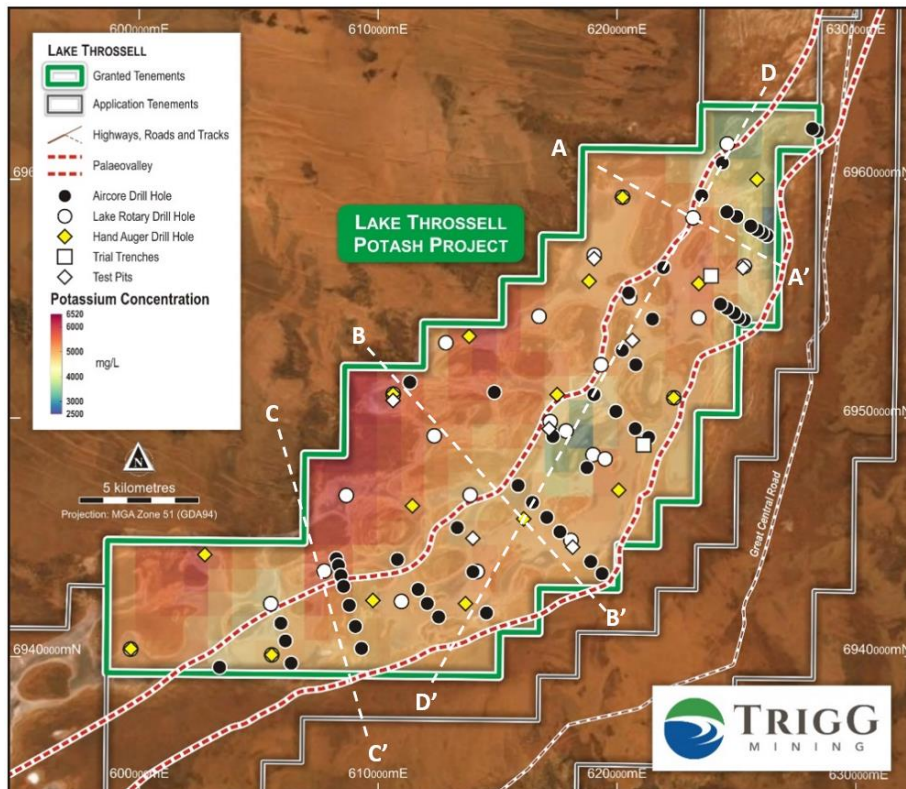 600000mE
610000mE
620000mE
630000mE
LAKE THROSSELL
Granted Tenements
Application Tenements
Highways, Roads and Tracks
Palaeovalley
Aircore Drill Hole
Lake Rotary Drill Hole
Hand Auger Drill Hole
Trial Trenches
Test Pits
Potassium Concentration
6520
6000
5000
4000
3000
2500
mg/L
N
5 kilometres
Projection: MGA Zone 51 (GDA94)
LAKE THROSSELL
POTASH PROJECT
D
A
696
6960000mN
A'
B
C
6950000mN
Great Central Road
B'
6940000mN
6940000mN
D'
C'
TRIGG
MINING
600000mE
610000mE
620000mE
630000mE